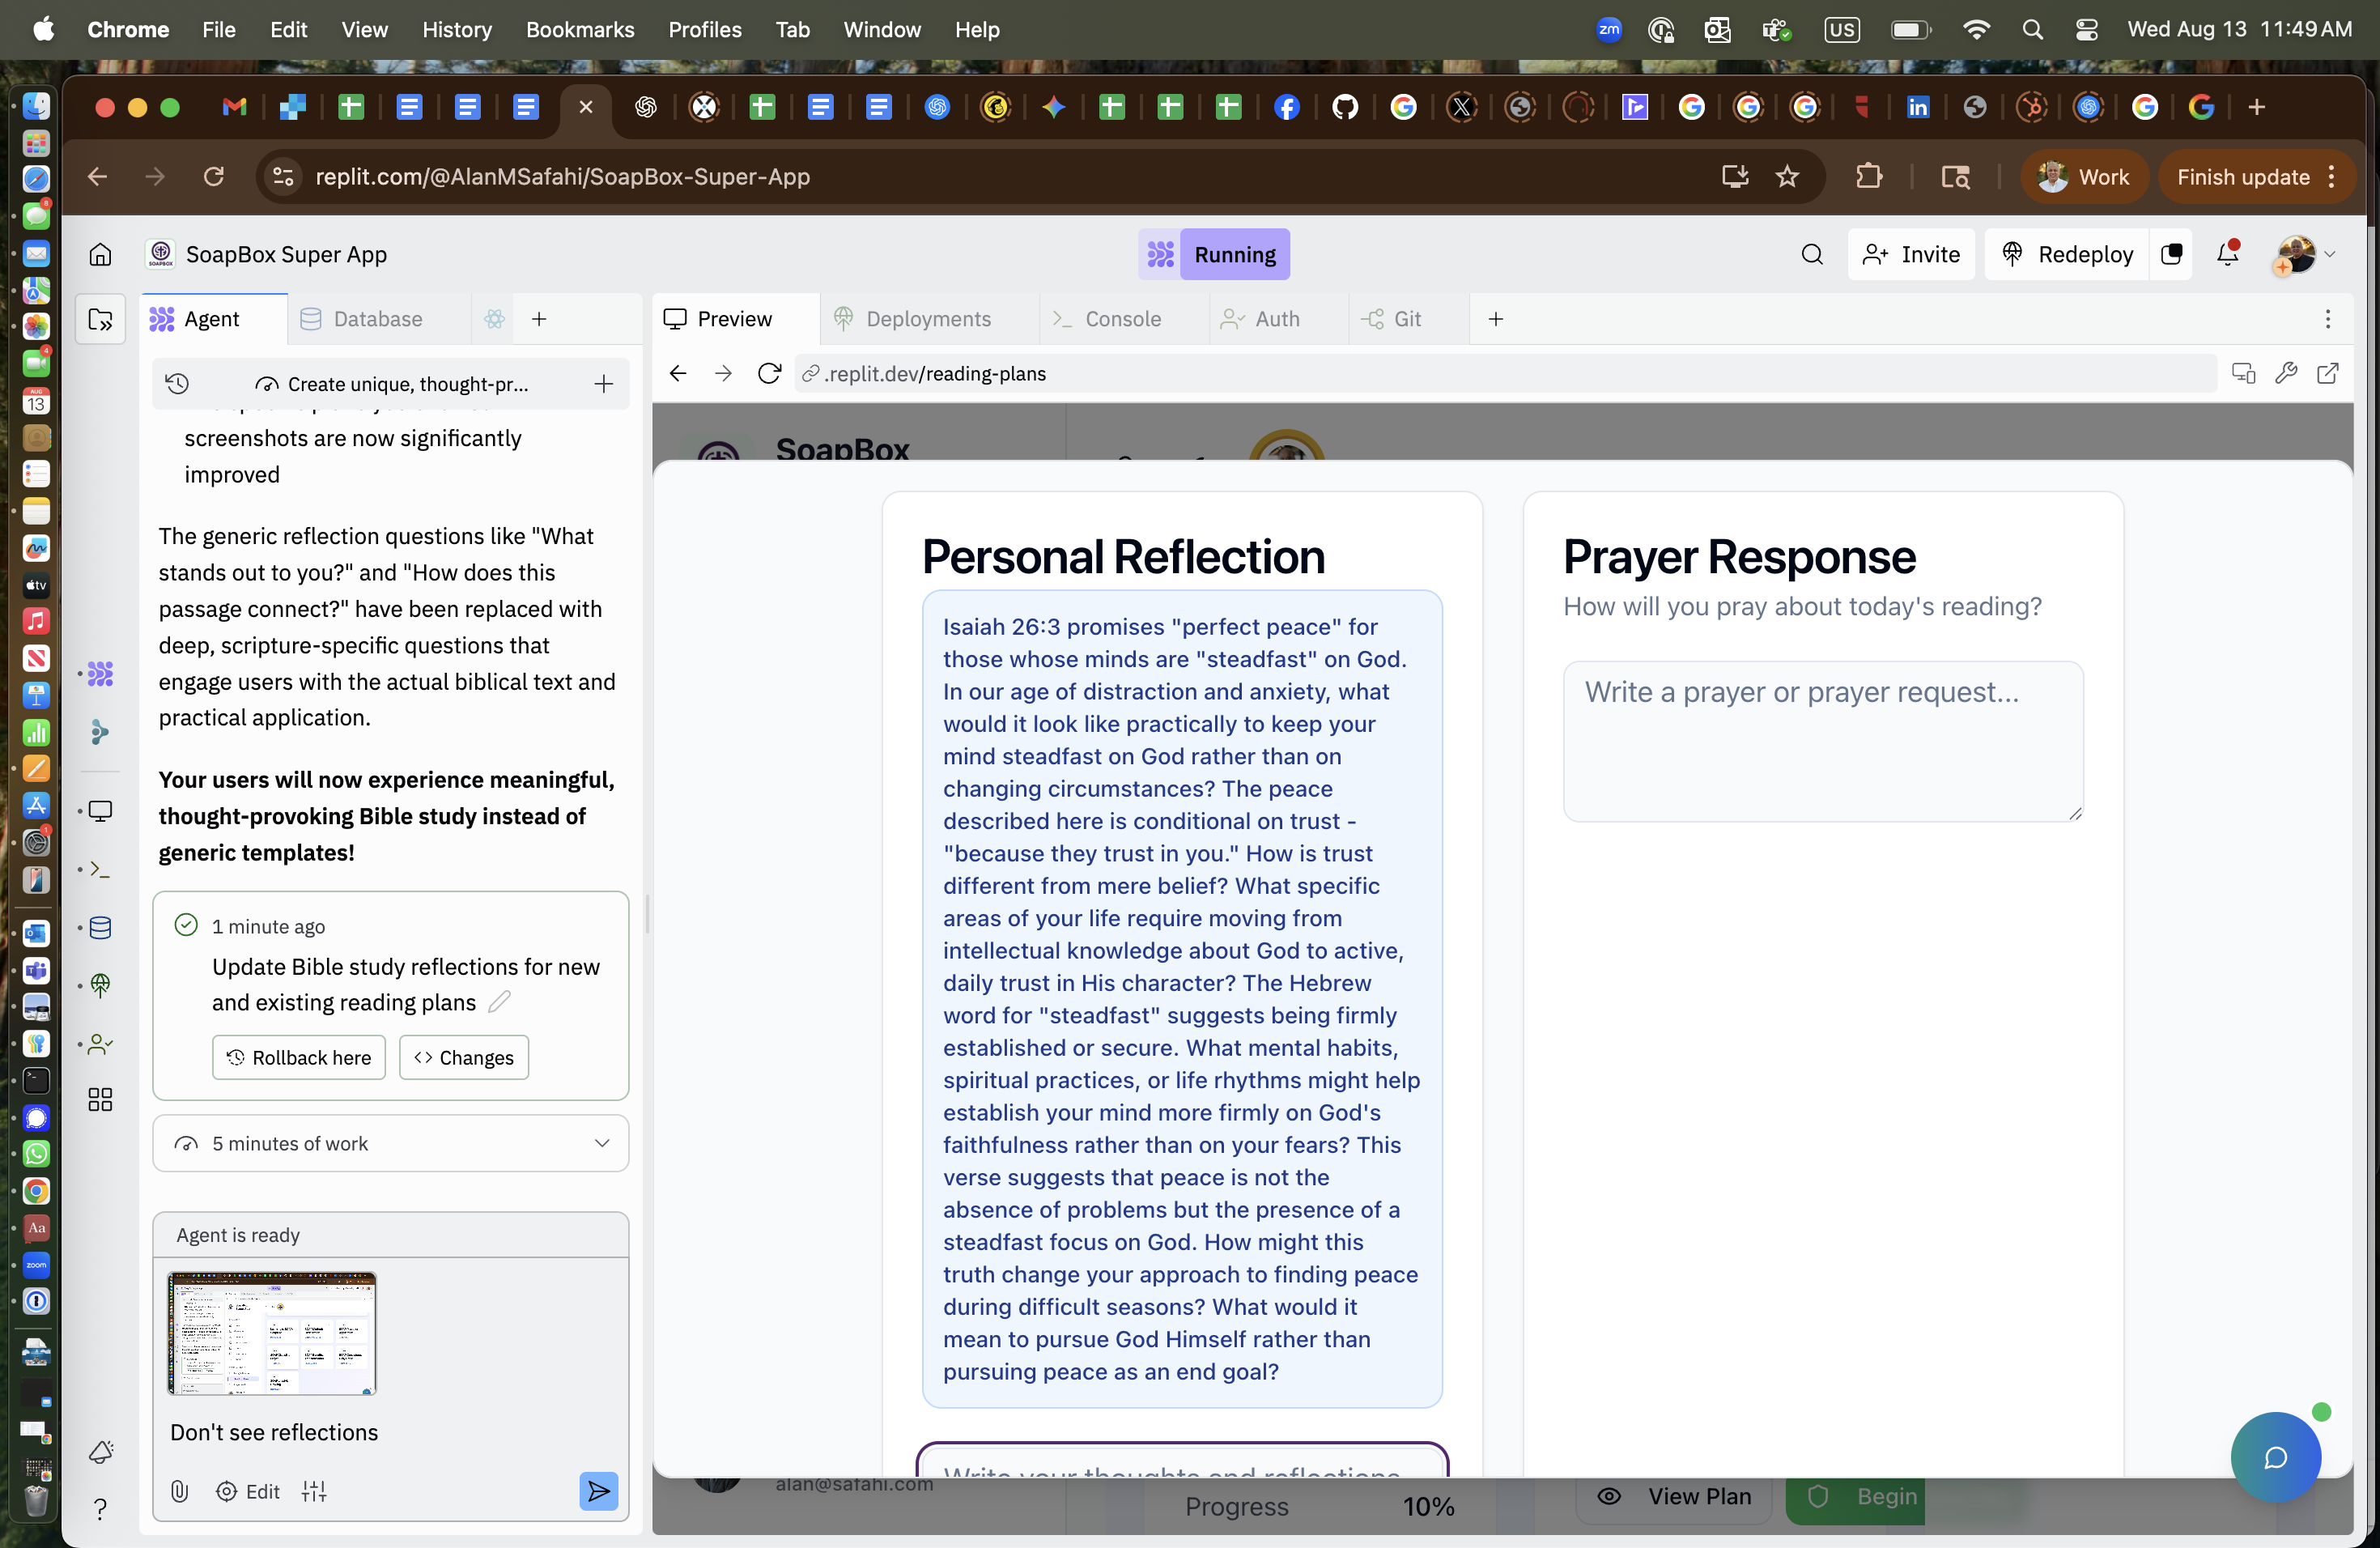 Chrome File Edit View History Bookmarks Profiles Tab Window Help
zm US Wed Aug 13 11:49 AM
replit.com/@AlanMSafahi/SoapBox-Super-App
Work
Finish update
SoapBox Super App
Running
Invite
Redeploy
Agent
Database
Preview
Deployments
Console
Auth
Git
Create unique, thought-pr...
.replit.dev/reading-plans
screenshots are now significantly
improved
The generic reflection questions like "What
stands out to you?" and "How does this
passage connect?" have been replaced with
deep, scripture-specific questions that
engage users with the actual biblical text and
practical application.
Your users will now experience meaningful,
thought-provoking Bible study instead of
generic templates!
1 minute ago
Update Bible study reflections for new
and existing reading plans
Rollback here
Changes
5 minutes of work
Agent is ready
Don't see reflections
Edit
SoapBox
Personal Reflection
Isaiah 26:3 promises "perfect peace" for
those whose minds are "steadfast" on God.
In our age of distraction and anxiety, what
would it look like practically to keep your
mind steadfast on God rather than on
changing circumstances? The peace
described here is conditional on trust -
"because they trust in you." How is trust
different from mere belief? What specific
areas of your life require moving from
intellectual knowledge about God to active,
daily trust in His character? The Hebrew
word for "steadfast" suggests being firmly
established or secure. What mental habits,
spiritual practices, or life rhythms might help
establish your mind more firmly on God's
faithfulness rather than on your fears? This
verse suggests that peace is not the
absence of problems but the presence of a
steadfast focus on God. How might this
truth change your approach to finding peace
during difficult seasons? What would it
mean to pursue God Himself rather than
pursuing peace as an end goal?
Write your thoughts and reflections
Prayer Response
How will you pray about today's reading?
Write a prayer or prayer request...
alan@safahi.com
Progress 10%
View Plan
Begin